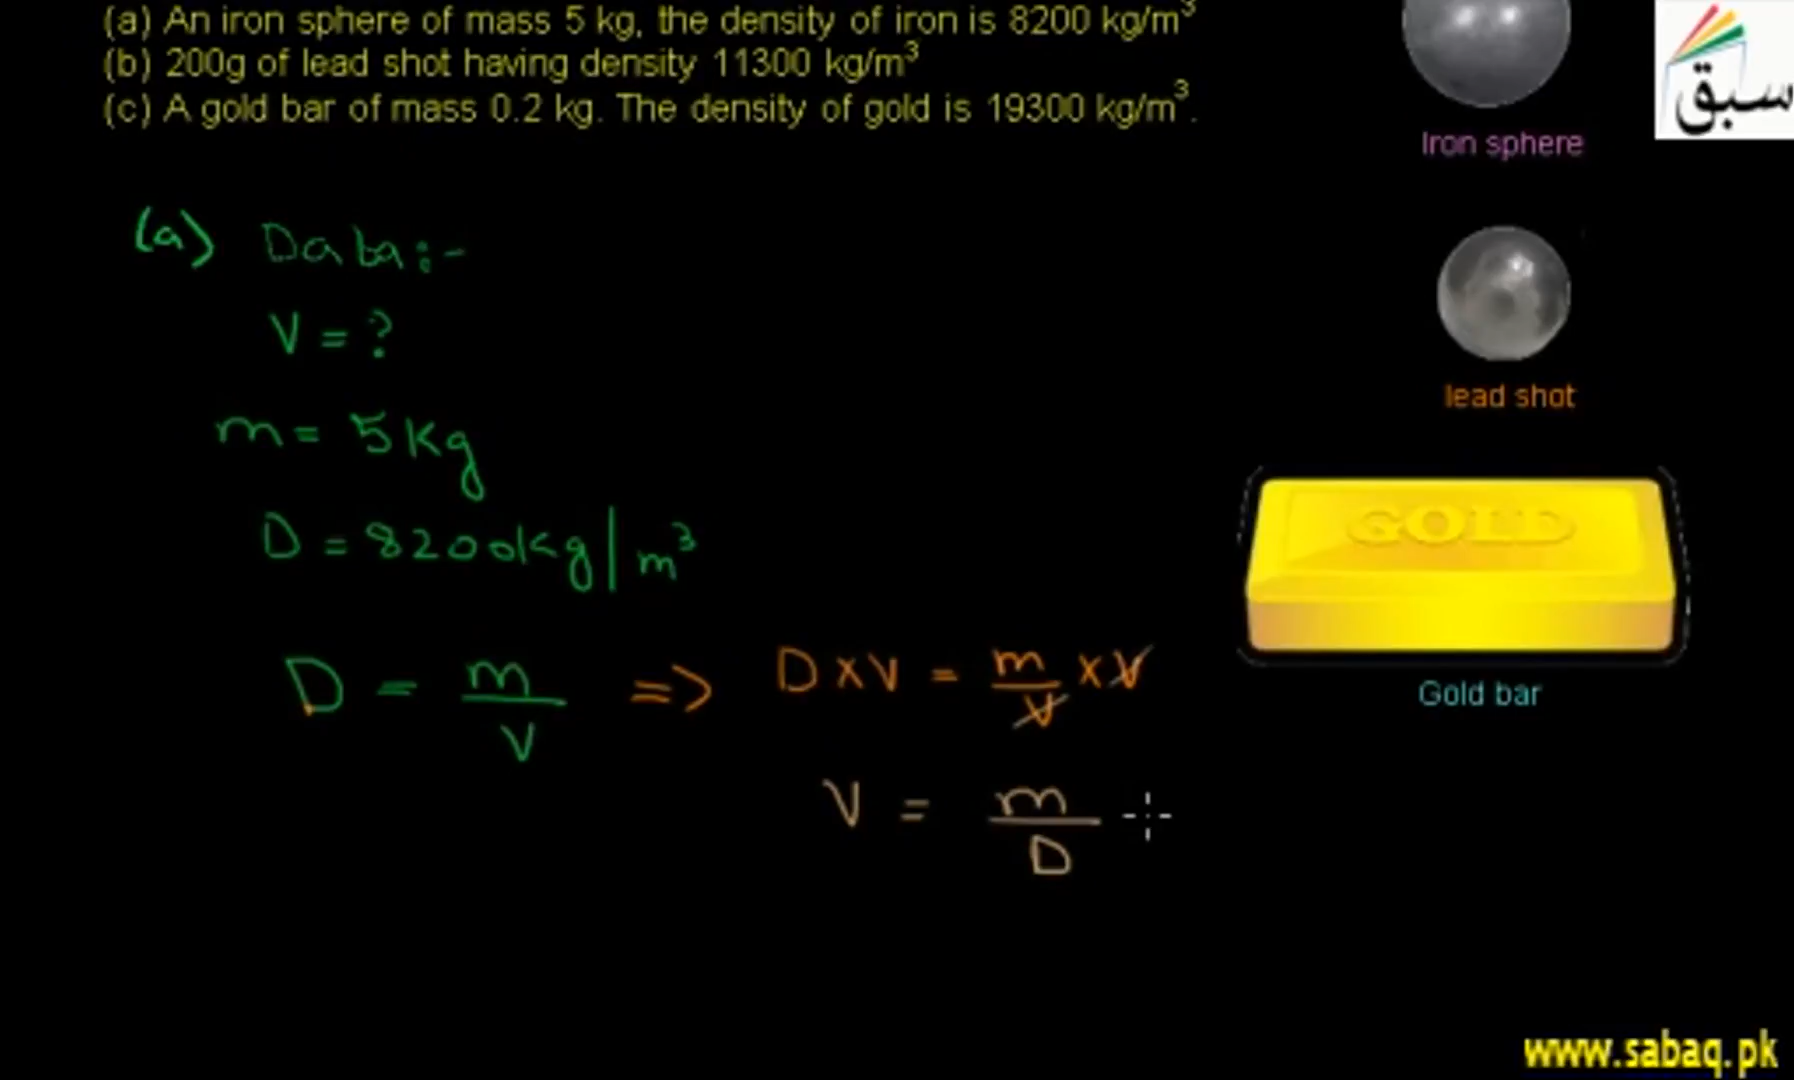 (a) An iron sphere of mass 5 kg, the density of iron is 8200 kg/m³
(b) 200g of lead shot having density 11300 kg/m³
(c) A gold bar of mass 0.2 kg. The density of gold is 19300 kg/m³.
سبق
Iron sphere
(a) Data:-
V = ?
lead shot
m = 5 Kg
D = 8200kg/m³
GOLD
Gold bar
D = m/V => D x V = m/V x V
V = m/D
www.sabaq.pk